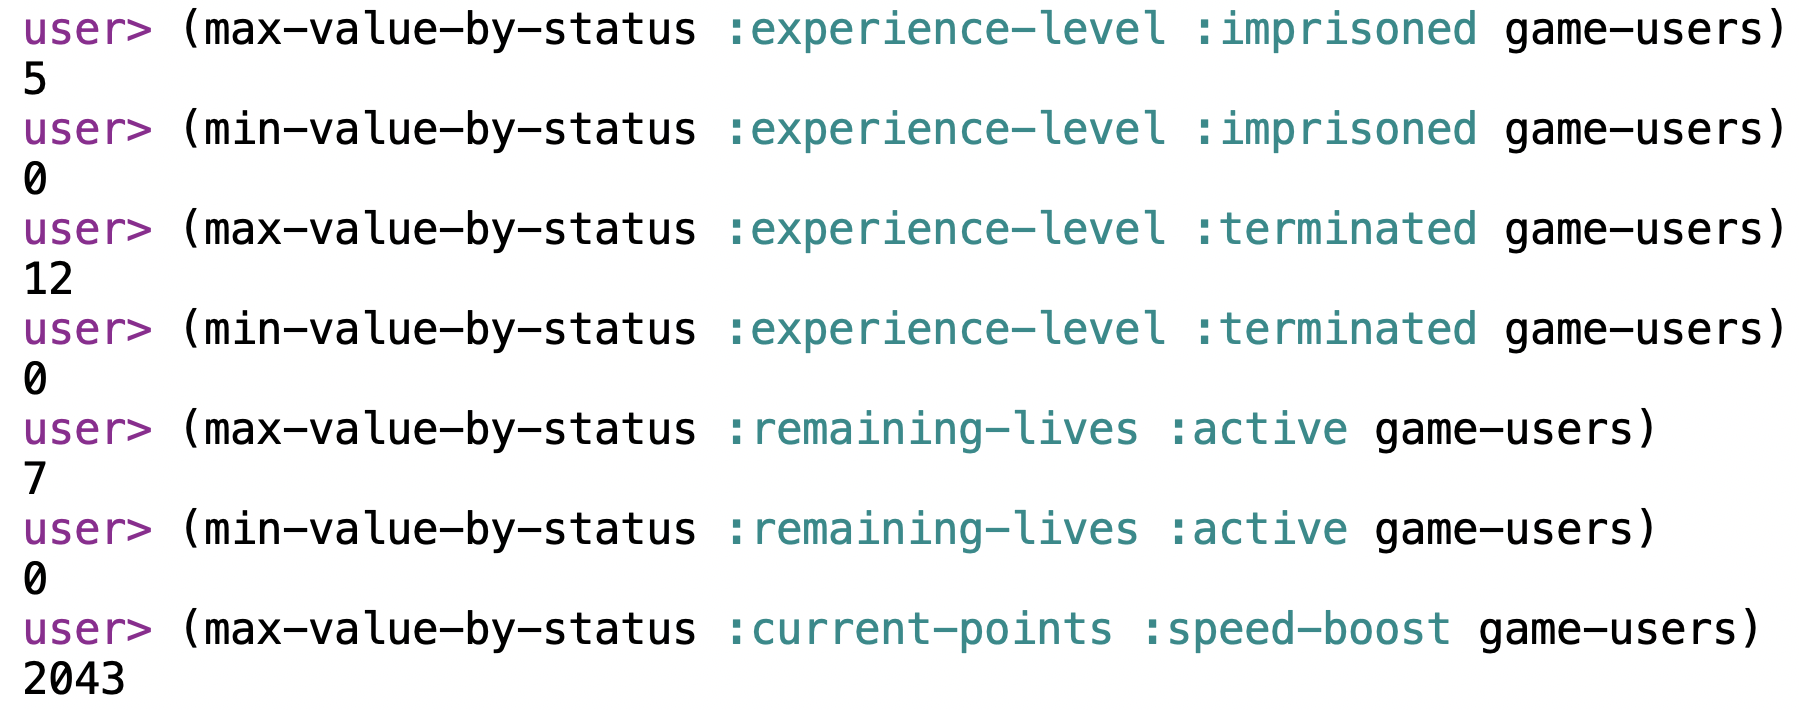 user> (max-value-by-status :experience-level :imprisoned game-users)
5
user> (min-value-by-status :experience-level :imprisoned game-users)
0
user> (max-value-by-status :experience-level :terminated game-users)
12
user> (min-value-by-status :experience-level :terminated game-users)
0
user> (max-value-by-status :remaining-lives :active game-users)
7
user> (min-value-by-status :remaining-lives :active game-users)
0
user> (max-value-by-status :current-points :speed-boost game-users)
2043